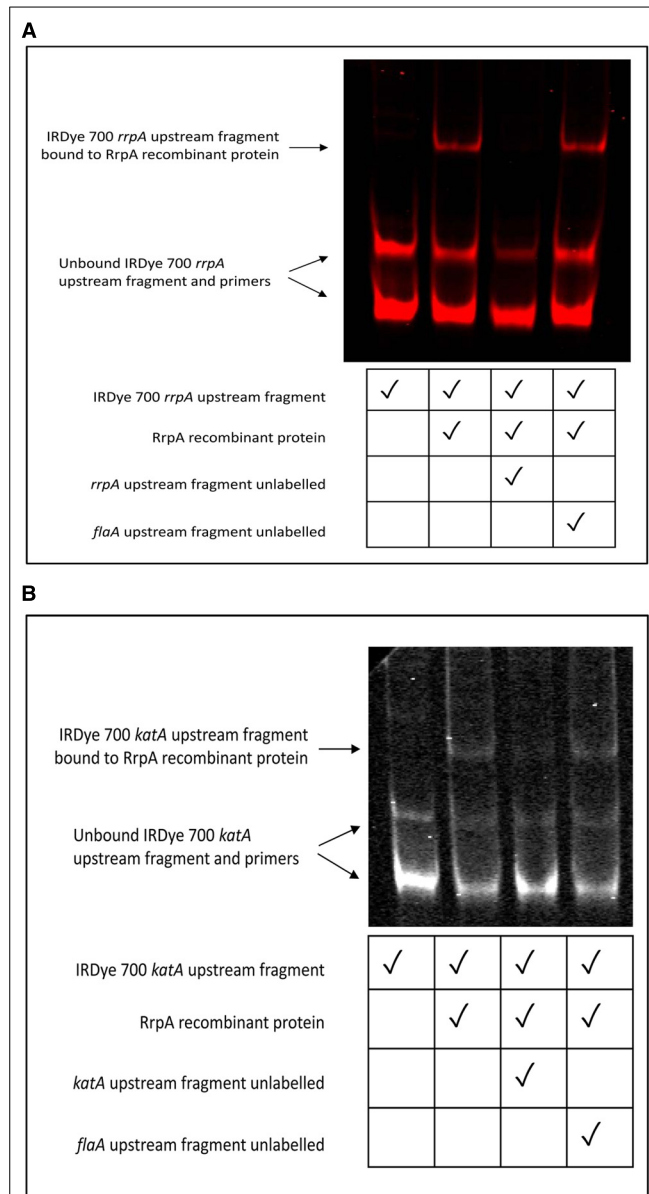 A
IRDye 700 rrpA upstream fragment
bound to RrpA recombinant protein
Unbound IRDye 700 rrpA
upstream fragment and primers
IRDye 700 rrpA upstream fragment ✓ ✓ ✓ ✓
RrpA recombinant protein ✓ ✓ ✓
rrpA upstream fragment unlabelled ✓
flaA upstream fragment unlabelled ✓
B
IRDye 700 katA upstream fragment
bound to RrpA recombinant protein
Unbound IRDye 700 katA
upstream fragment and primers
IRDye 700 katA upstream fragment ✓ ✓ ✓ ✓
RrpA recombinant protein ✓ ✓ ✓
katA upstream fragment unlabelled ✓
flaA upstream fragment unlabelled ✓